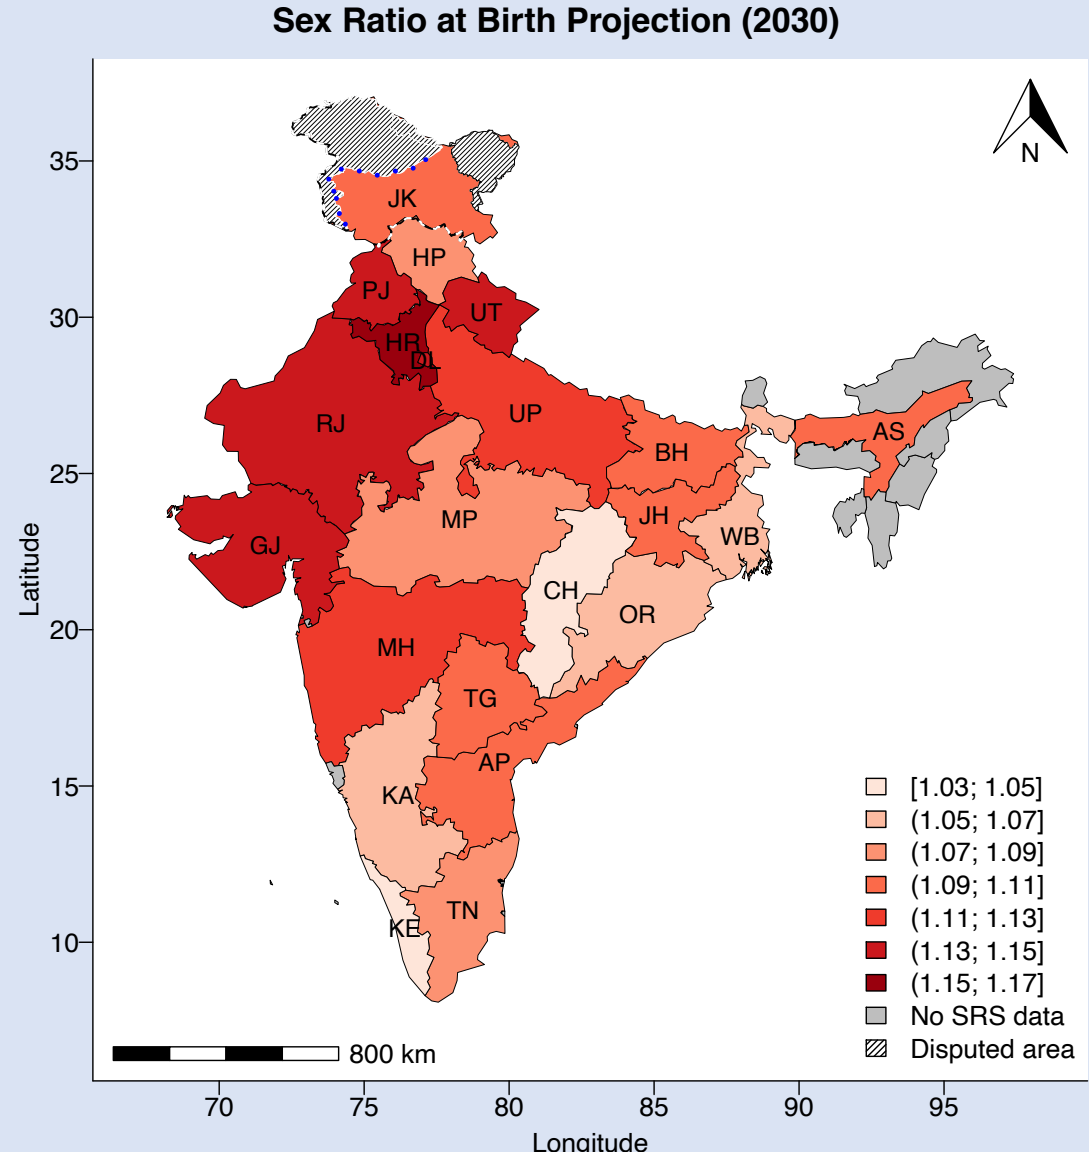 Sex Ratio at Birth Projection (2030)
N
35
JK
HP
PJ
30
UT
HR
DL
RJ
UP
AS
BH
25
MP
JH
GJ
WB
Latitude
CH
OR
20
MH
TG
AP
15
KA
[1.03; 1.05]
(1.05; 1.07]
(1.07; 1.09]
(1.09; 1.11]
TN
(1.11; 1.13]
KE
10
(1.13; 1.15]
(1.15; 1.17]
No SRS data
800 km
Disputed area
70 75 80 85 90 95
Longitude